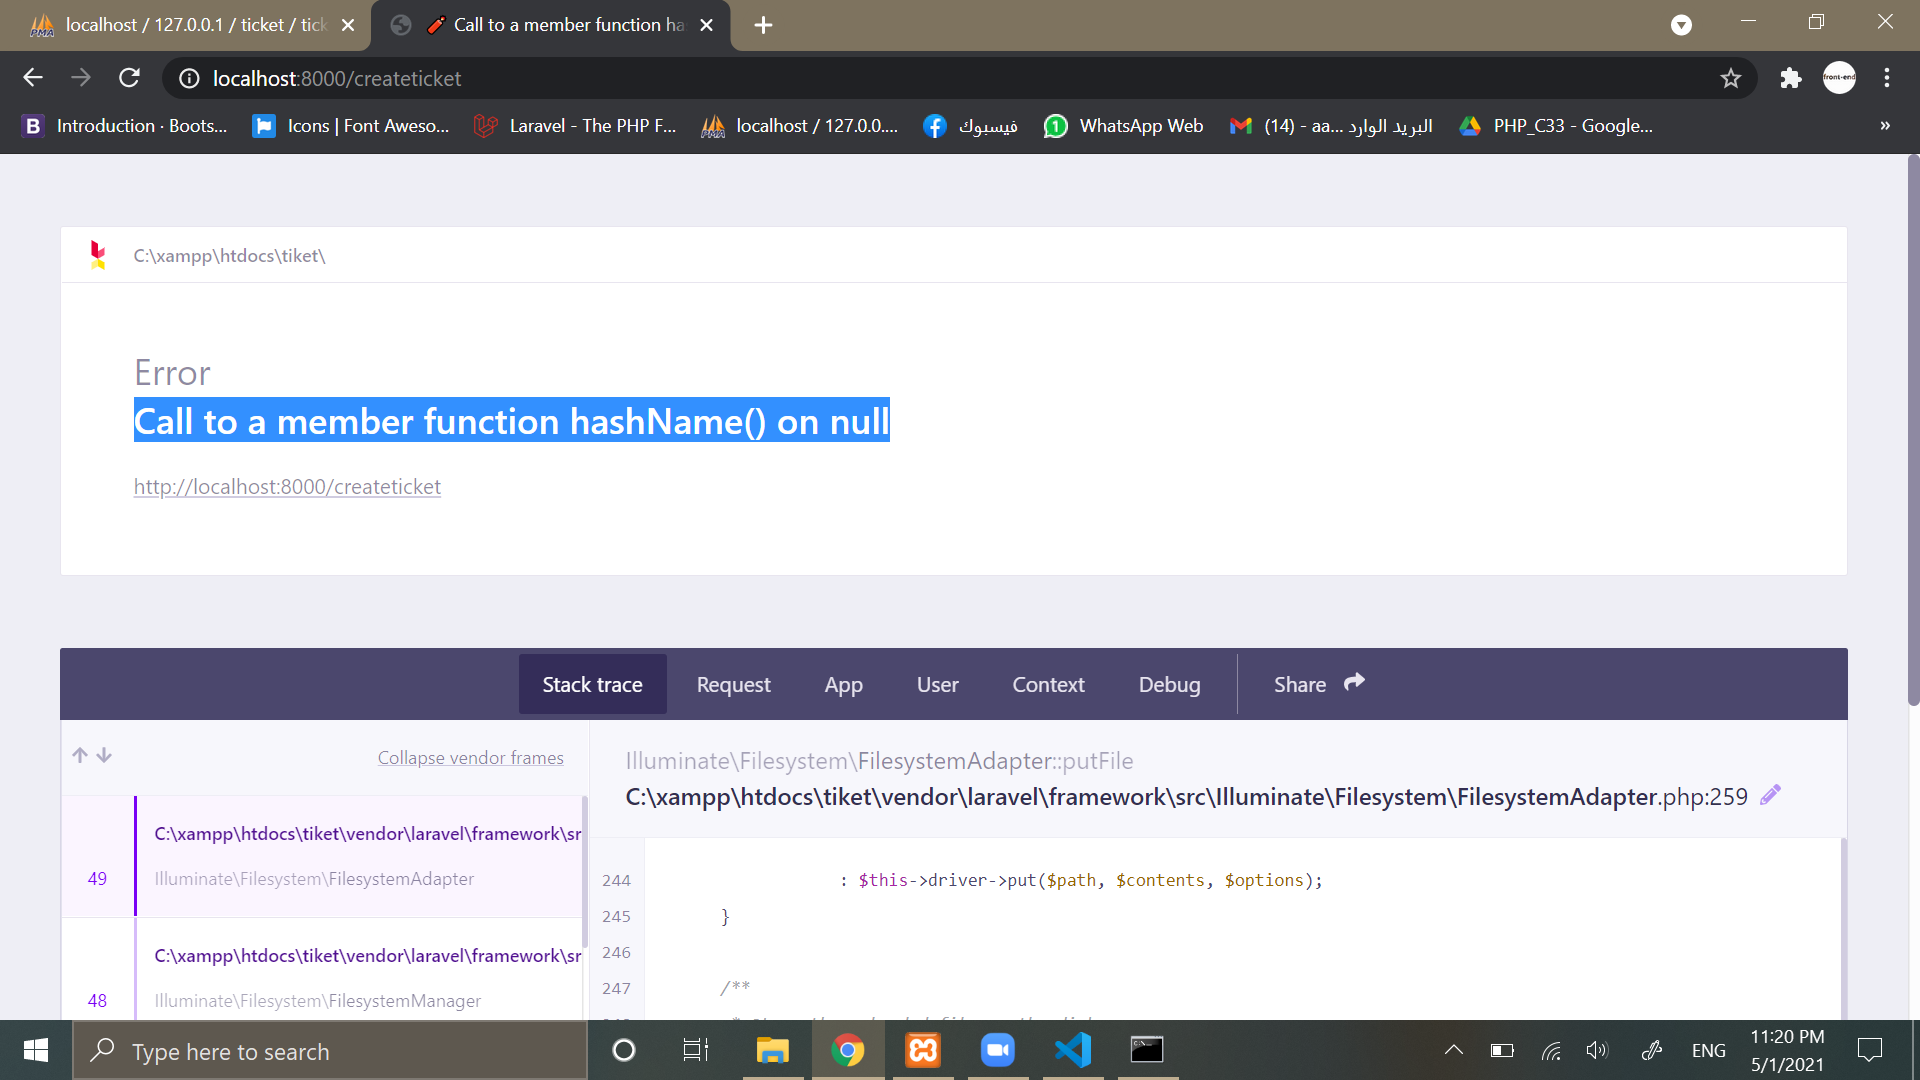 localhost / 127.0.0.1 / ticket / tick
Call to a member function ha
localhost:8000/createticket
Introduction · Boots...
Icons | Font Aweso...
Laravel - The PHP F...
localhost / 127.0.0....
فيسبوك
WhatsApp Web
البريد الوارد (14) - aa...
PHP_C33 - Google...
»
C:\xampp\htdocs\tiket\
Error
Call to a member function hashName() on null
http://localhost:8000/createticket
Stack trace
Request
App
User
Context
Debug
Share
Collapse vendor frames
Illuminate\Filesystem\FilesystemAdapter::putFile
C:\xampp\htdocs\tiket\vendor\laravel\framework\src\Illuminate\Filesystem\FilesystemAdapter.php:259
C:\xampp\htdocs\tiket\vendor\laravel\framework\sr
49
Illuminate\Filesystem\FilesystemAdapter
C:\xampp\htdocs\tiket\vendor\laravel\framework\sr
48
Illuminate\Filesystem\FilesystemManager
244 : $this->driver->put($path, $contents, $options);
245 }
246
247 /**
Type here to search
ENG
11:20 PM
5/1/2021